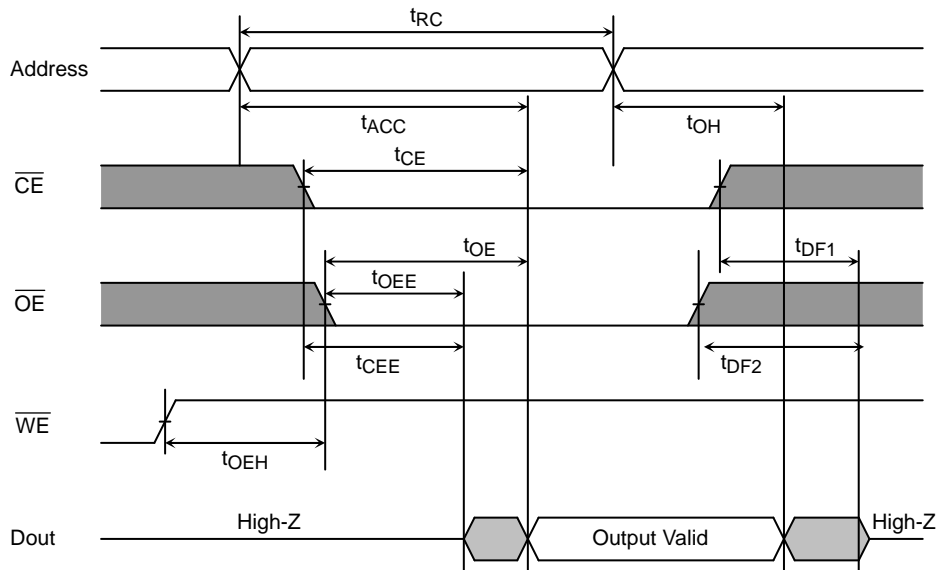 tRC
Address
tACC
tOH
tCE
CE
tOE
tDF1
tOEE
OE
tCEE
tDF2
WE
tOEH
High-Z
High-Z
Dout
Output Valid